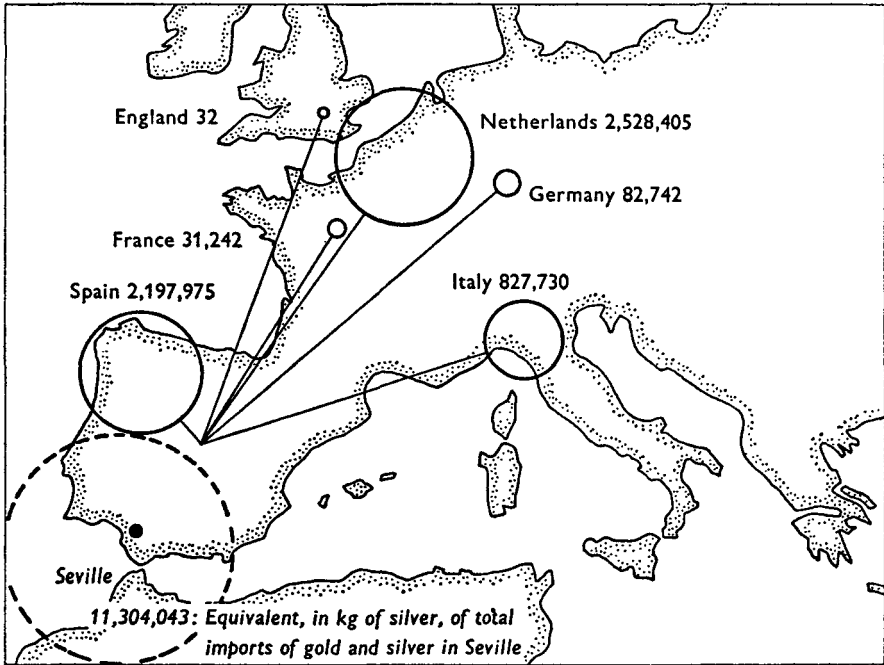 England 32
Netherlands 2,528,405
Germany 82,742
France 31,242
Spain 2,197,975
Italy 827,730
Seville
11,304,043: Equivalent, in kg of silver, of total
imports of gold and silver in Seville